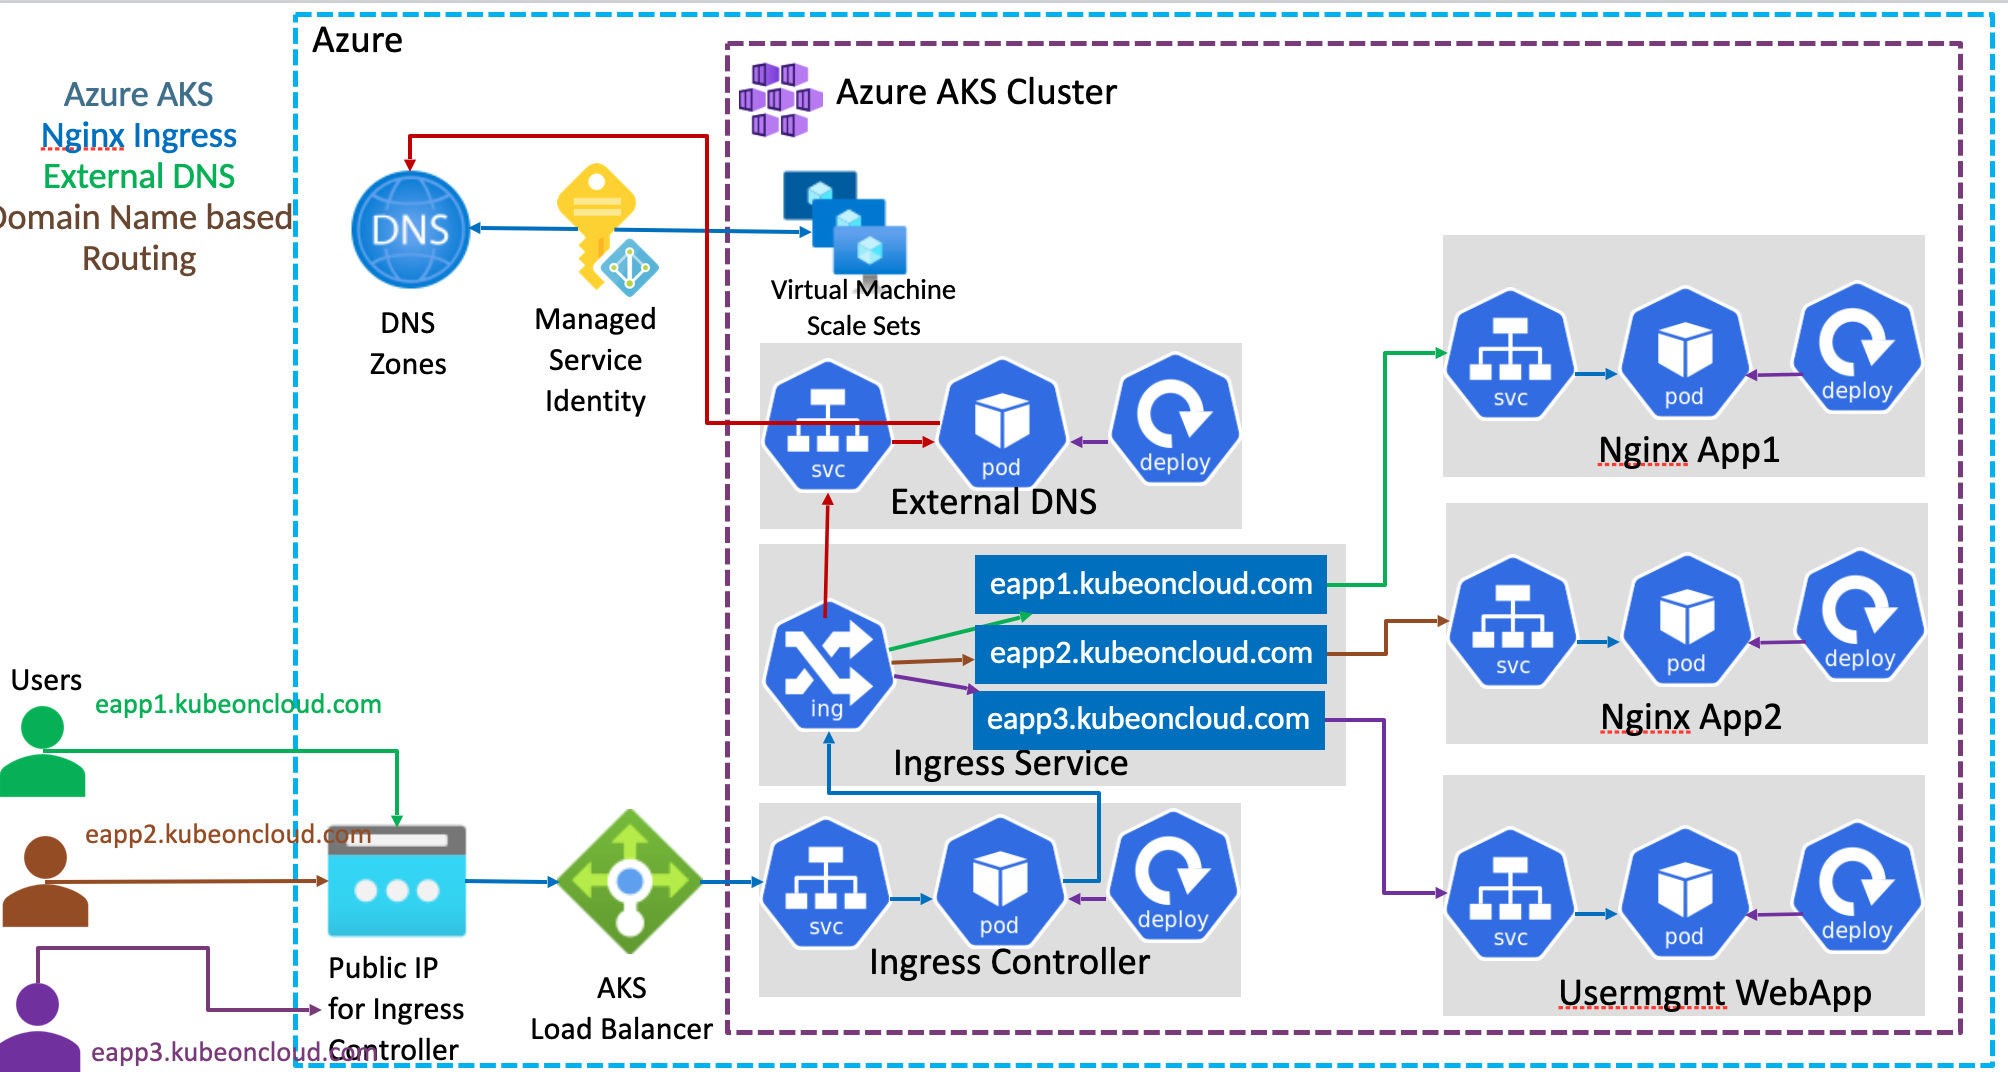 Azure AKS
Nginx Ingress
External DNS
Domain Name based
Routing
Azure
Azure AKS Cluster
DNS
DNS
Zones
Managed
Service
Identity
Virtual Machine
Scale Sets
svc
pod
deploy
External DNS
eapp1.kubeoncloud.com
eapp2.kubeoncloud.com
eapp3.kubeoncloud.com
ing
Ingress Service
svc
pod
deploy
Ingress Controller
svc
pod
deploy
Nginx App1
svc
pod
deploy
Nginx App2
svc
pod
deploy
Usermgmt WebApp
Users
eapp1.kubeoncloud.com
eapp2.kubeoncloud.com
eapp3.kubeoncloud.com
Public IP
for Ingress
Controller
AKS
Load Balancer